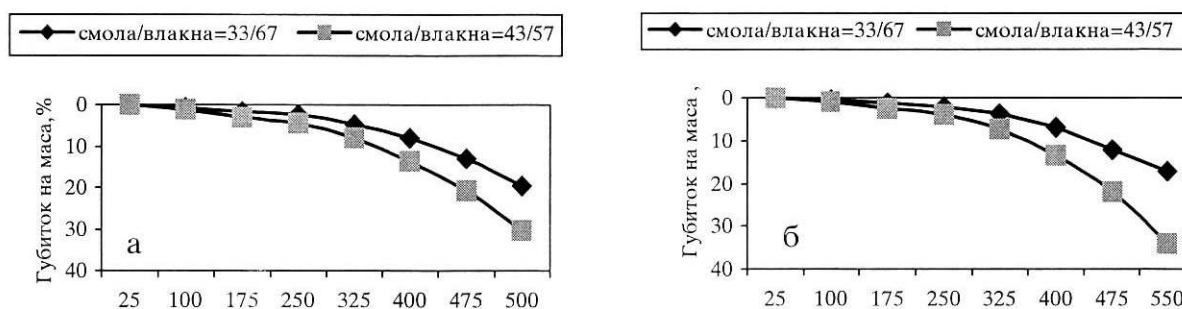 смола/влакна=33/67 смола/влакна=43/57
Губиток на маса,%
0
10
20
30
40
а
25 100 175 250 325 400 475 500
смола/влакна=33/67 смола/влакна=43/57
Губиток на маса ,
0
10
20
30
40
б
25 100 175 250 325 400 475 550